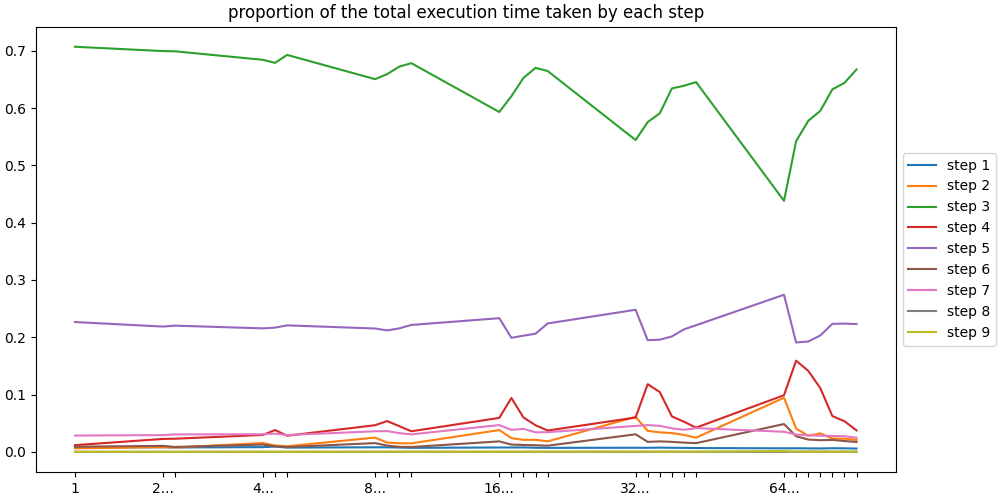 proportion of the total execution time taken by each step
0.7
0.6
0.5
0.4
0.3
0.2
0.1
0.0
1 2... 4... 8... 16... 32... 64...
step 1
step 2
step 3
step 4
step 5
step 6
step 7
step 8
step 9